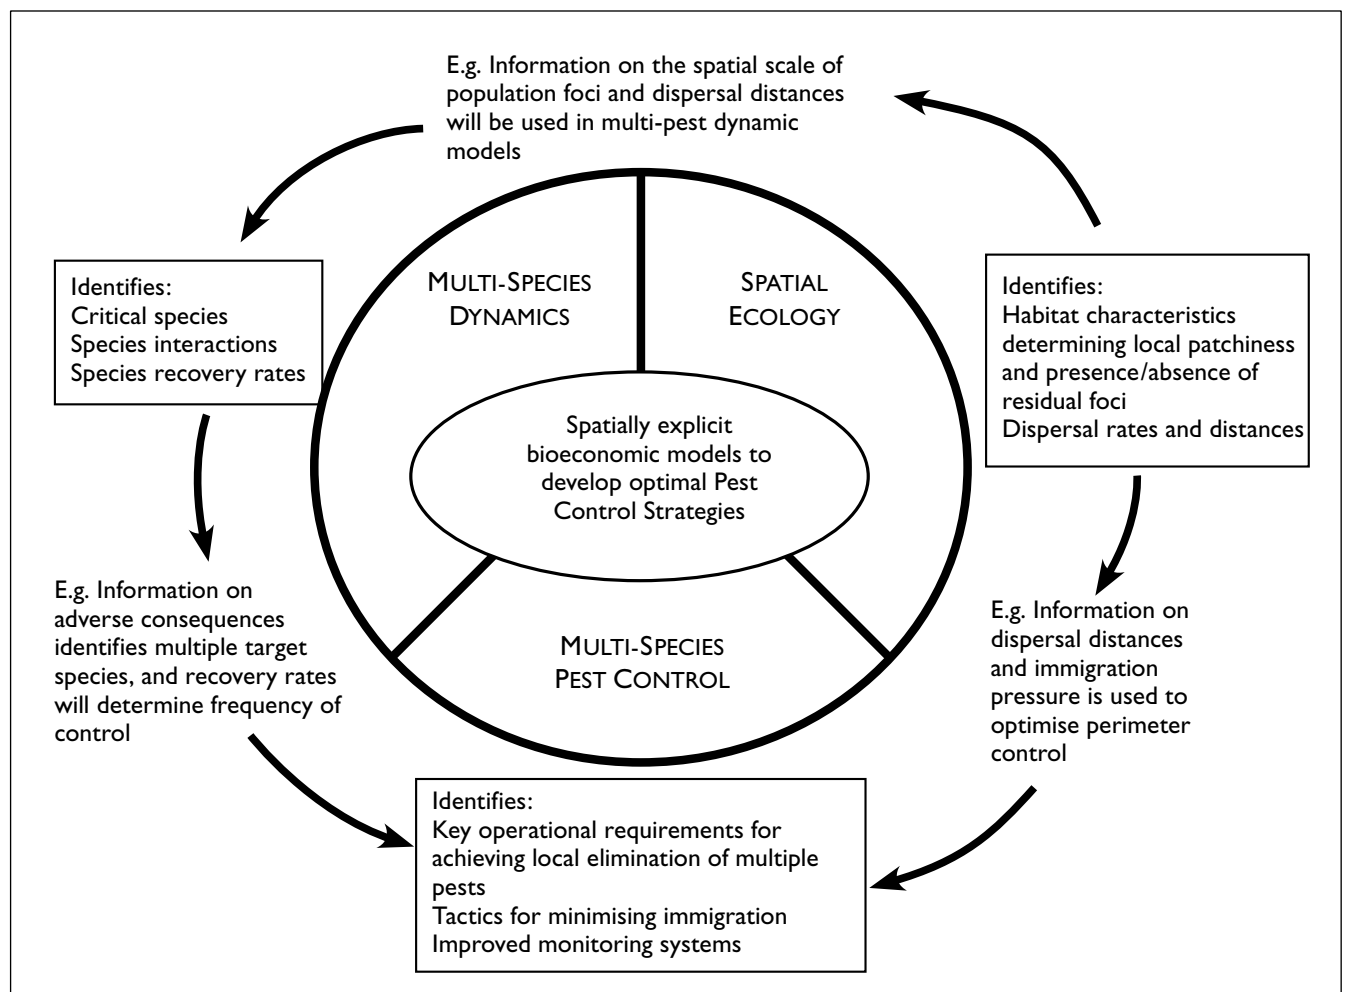 E.g. Information on the spatial scale of
population foci and dispersal distances
will be used in multi-pest dynamic
models
Identifies:
Critical species
Species interactions
Species recovery rates
MULTI-SPECIES
DYNAMICS
SPATIAL
ECOLOGY
Identifies:
Habitat characteristics
determining local patchiness
and presence/absence of
residual foci
Dispersal rates and distances
Spatially explicit
bioeconomic models to
develop optimal Pest
Control Strategies
E.g. Information on
adverse consequences
identifies multiple target
species, and recovery rates
will determine frequency of
control
MULTI-SPECIES
PEST CONTROL
E.g. Information on
dispersal distances
and immigration
pressure is used to
optimise perimeter
control
Identifies:
Key operational requirements for
achieving local elimination of multiple
pests
Tactics for minimising immigration
Improved monitoring systems